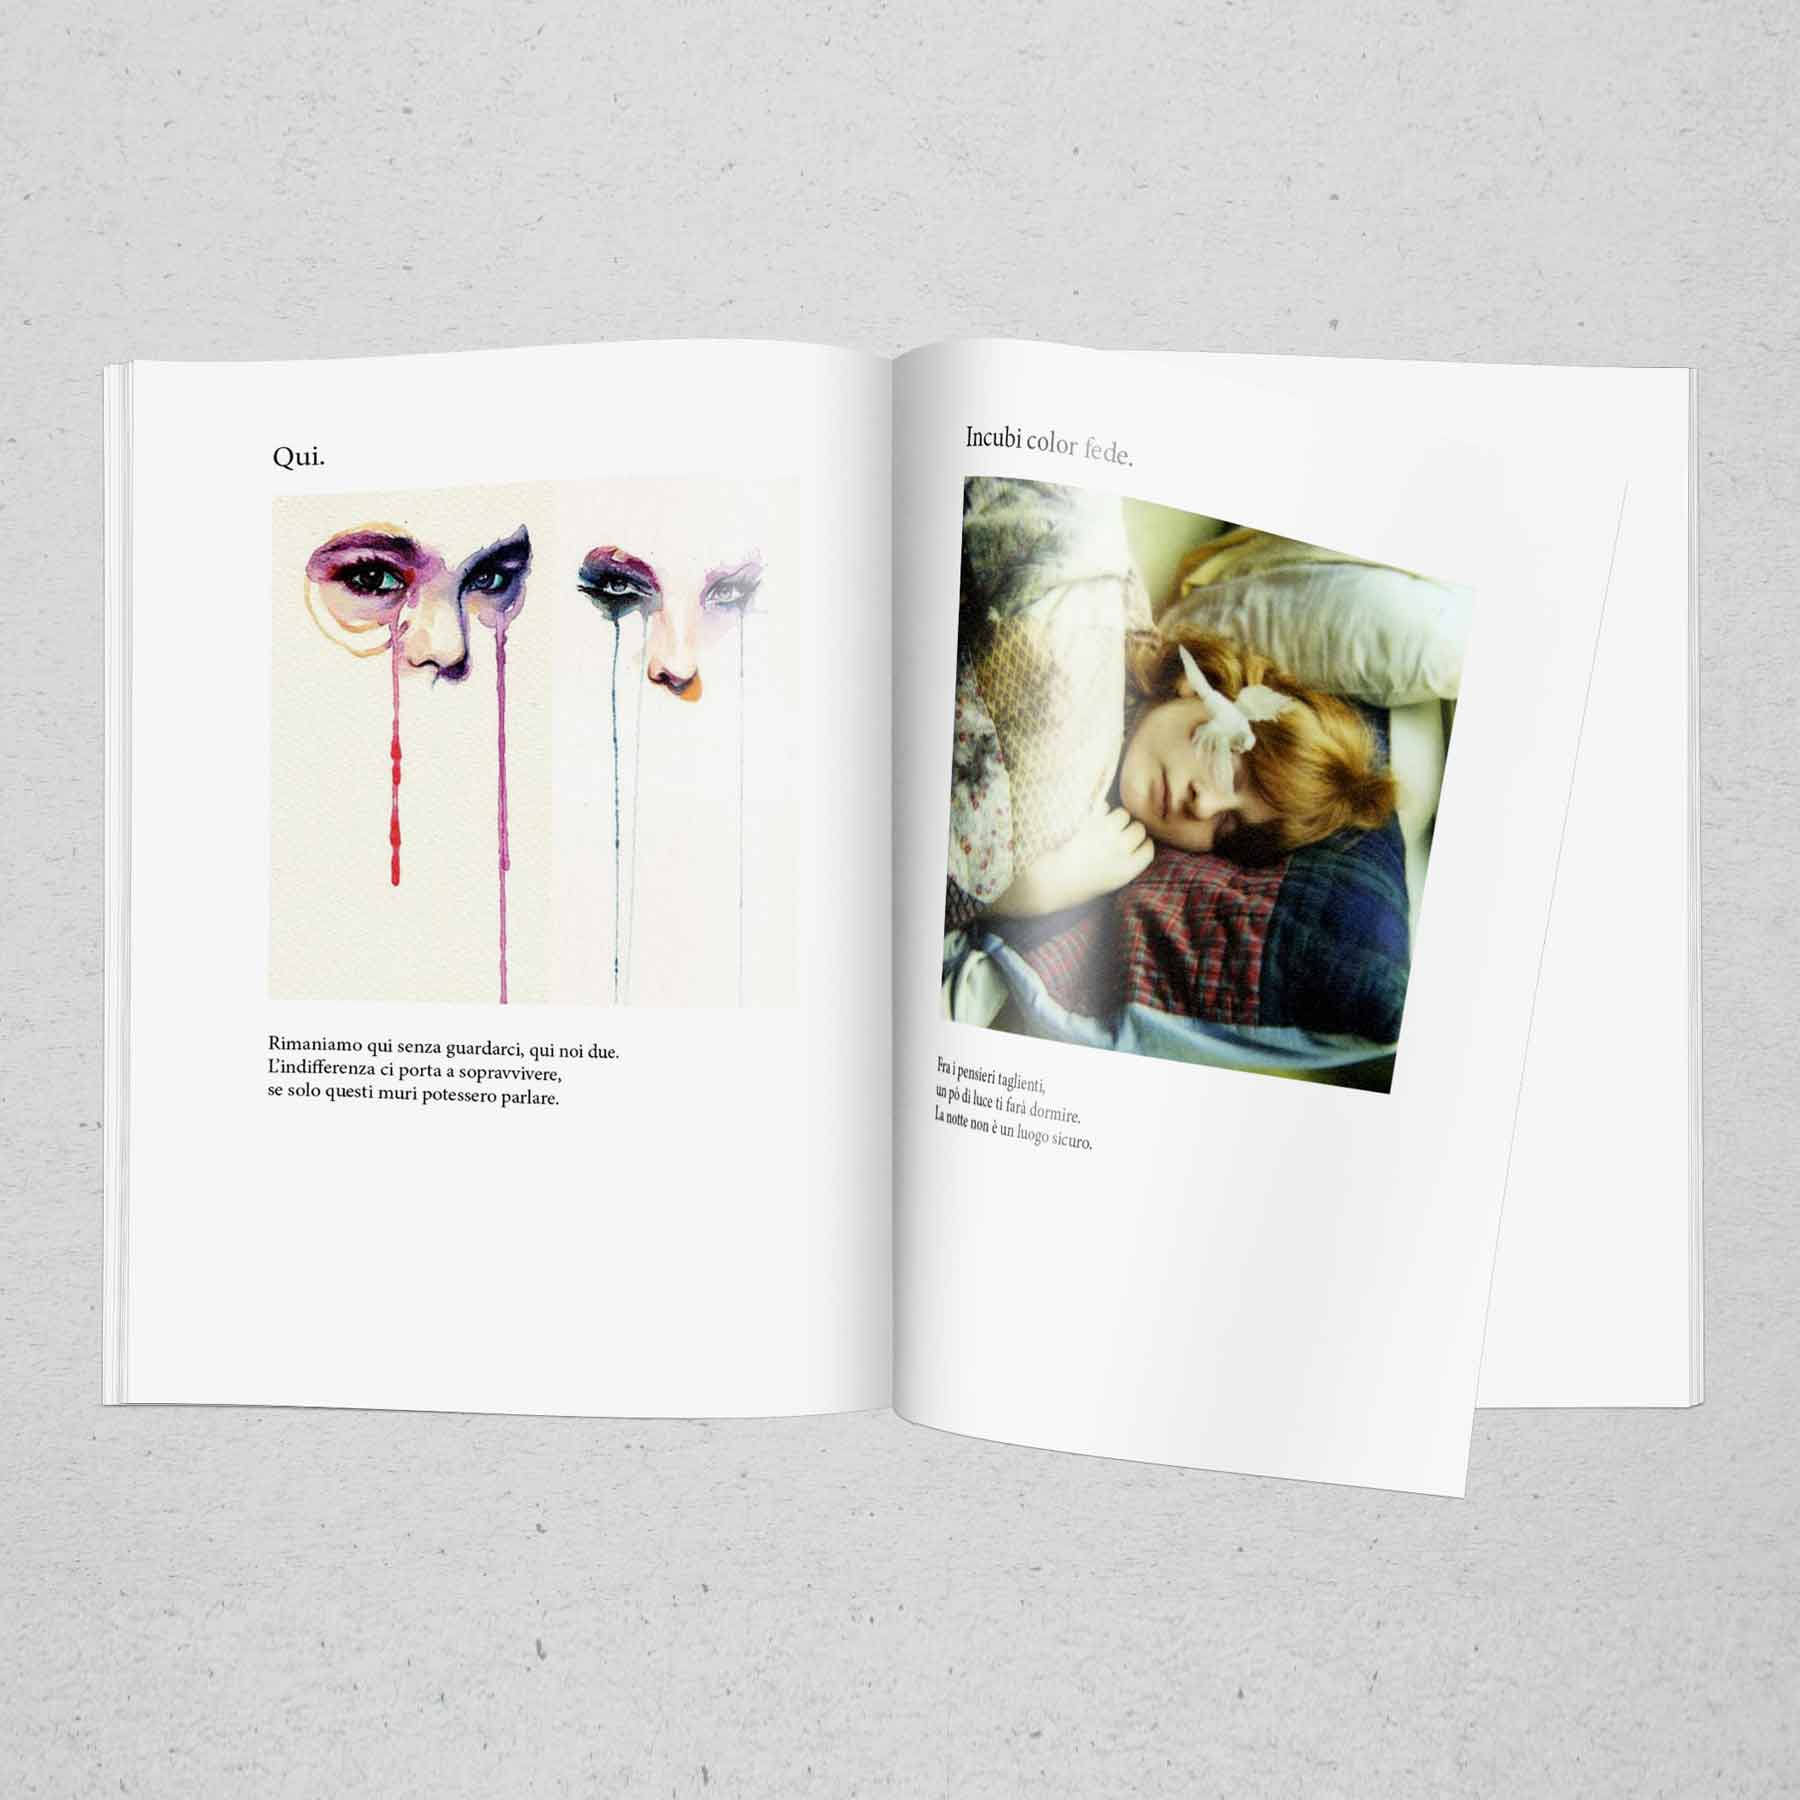 Qui.
Rimaniamo qui senza guardarci, qui noi due.
L'indifferenza ci porta a sopravvivere,
se solo questi muri potessero parlare.
Incubi color fede.
Fra i pensieri taglienti,
un pò di luce ti farà dormire.
La notte non è un luogo sicuro.